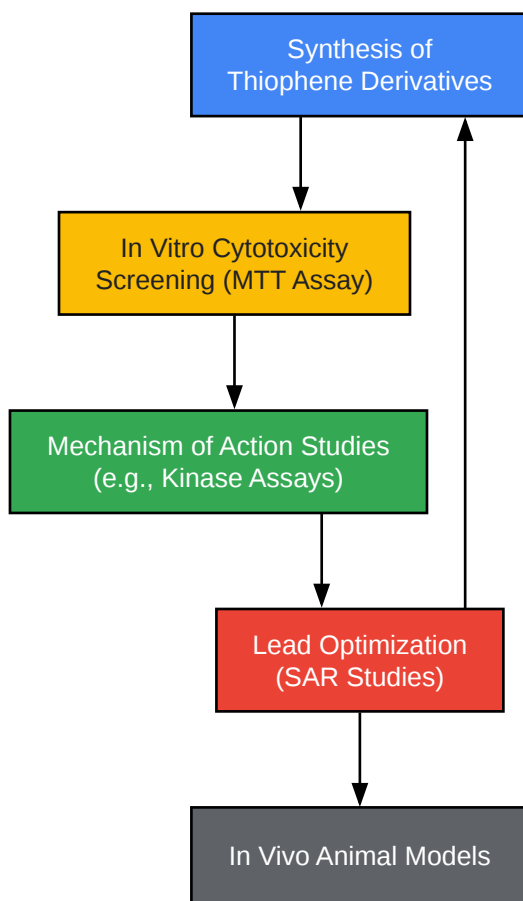 Synthesis of
Thiophene Derivatives
In Vitro Cytotoxicity
Screening (MTT Assay)
Mechanism of Action Studies
(e.g., Kinase Assays)
Lead Optimization
(SAR Studies)
In Vivo Animal Models